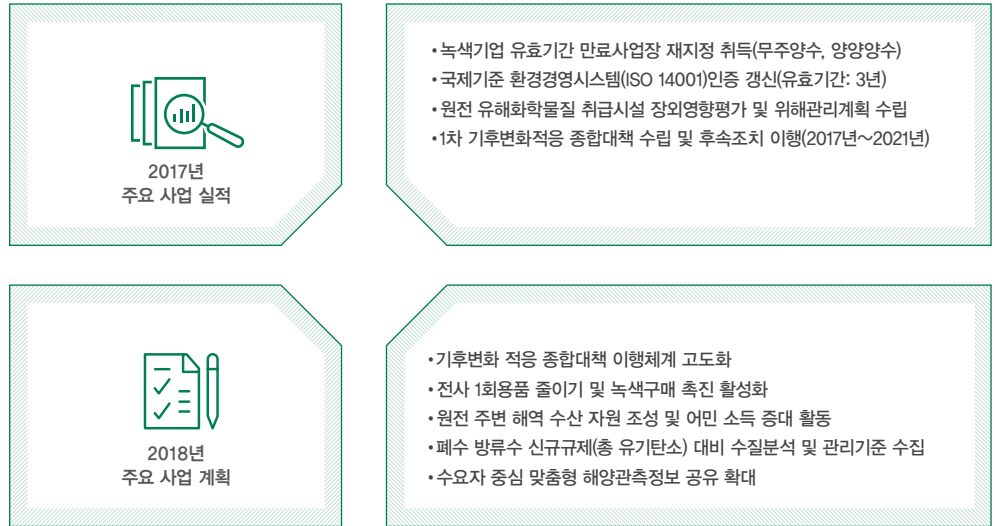 2017년
주요 사업 실적
•녹색기업 유효기간 만료사업장 재지정 취득(무주양수, 양양양수)
•국제기준 환경경영시스템(ISO 14001)인증 갱신(유효기간: 3년)
•원전 유해화학물질 취급시설 장외영향평가 및 위해관리계획 수립
•1차 기후변화적응 종합대책 수립 및 후속조치 이행(2017년~2021년)
2018년
주요 사업 계획
•기후변화 적응 종합대책 이행체계 고도화
•전사 1회용품 줄이기 및 녹색구매 촉진 활성화
•원전 주변 해역 수산 자원 조성 및 어민 소득 증대 활동
•폐수 방류수 신규규제(총 유기탄소) 대비 수질분석 및 관리기준 수집
•수요자 중심 맞춤형 해양관측정보 공유 확대